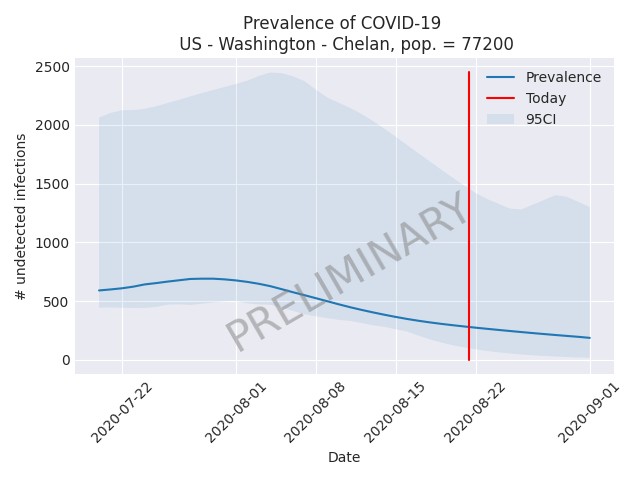 Prevalence of COVID-19
US - Washington - Chelan, pop. = 77200
2500
2000
1500
1000
500
0
# undetected infections
Prevalence
Today
95CI
PRELIMINARY
2020-07-22
2020-08-01
2020-08-08
2020-08-15
2020-08-22
2020-09-01
Date